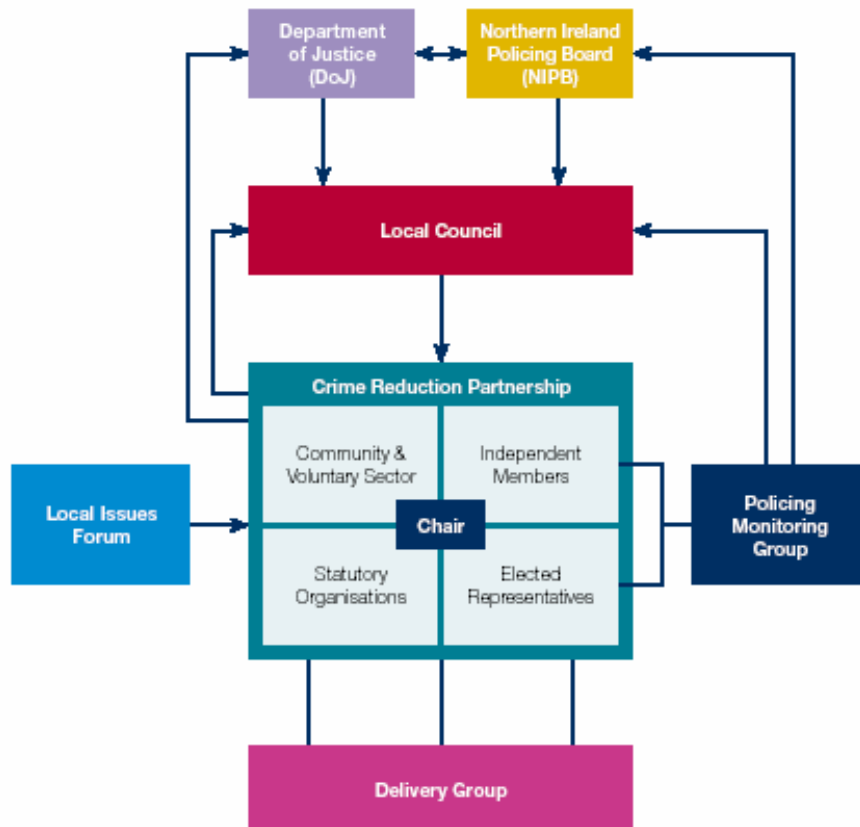 Department
of Justice
(DoJ)
Northern Ireland
Policing Board
(NIPB)
Local Council
Crime Reduction Partnership
Community &
Voluntary Sector
Independent
Members
Local Issues
Forum
Chair
Policing
Monitoring
Group
Statutory
Organisations
Elected
Representatives
Delivery Group